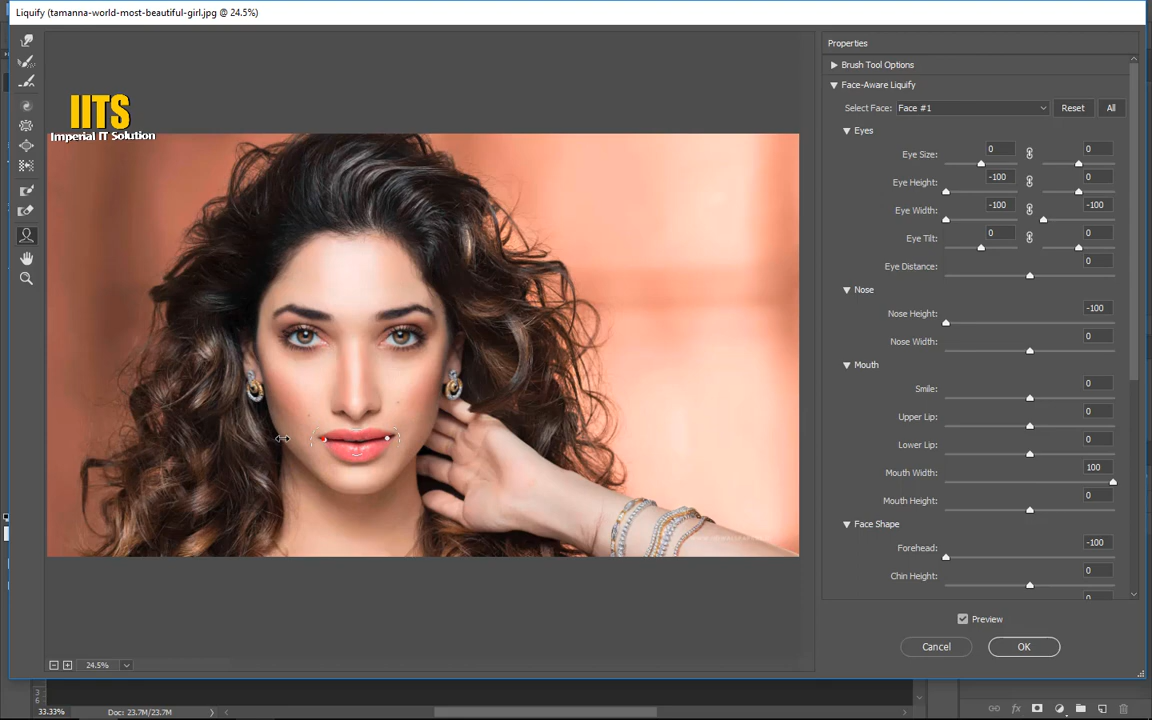 Liquify (tamanna-world-most-beautiful-girl.jpg @ 24.5%)
IITS
Imperial IT Solution
Properties
Brush Tool Options
Face-Aware Liquify
Select Face: Face #1 Reset All
Eyes
Eye Size: 0 0
Eye Height: -100 0
Eye Width: -100 -100
Eye Tilt: 0 0
Eye Distance: 0
Nose
Nose Height: -100
Nose Width: 0
Mouth
Smile: 0
Upper Lip: 0
Lower Lip: 0
Mouth Width: 100
Mouth Height: 0
Face Shape
Forehead: -100
Chin Height: 0
Preview
Cancel OK
24.5%
3
6
33.33% Doc: 23.7M/23.7M
fx